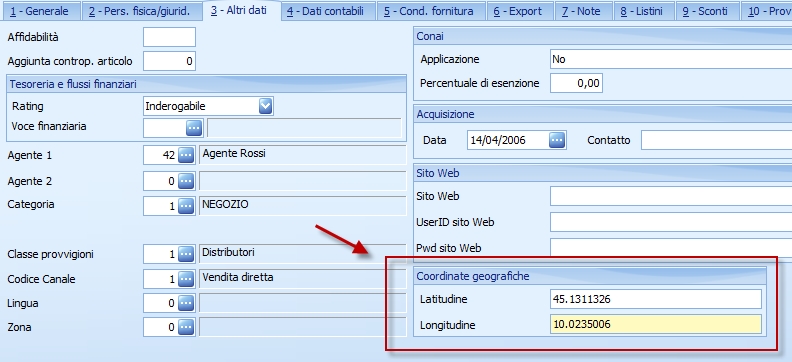 1 - Generale 2 - Pers. fisica/giurid. 3 - Altri dati 4 - Dati contabili 5 - Cond. fornitura 6 - Export 7 - Note 8 - Listini 9 - Sconti 10 - Prov
Affidabilità
Aggiunta controp. articolo 0
Tesoreria e flussi finanziari
Rating Inderogabile
Voce finanziaria
Agente 1 42 Agente Rossi
Agente 2 0
Categoria 1 NEGOZIO
Classe provvigioni 1 Distributori
Codice Canale 1 Vendita diretta
Lingua 0
Zona 0
Conai
Applicazione No
Percentuale di esenzione 0,00
Acquisizione
Data 14/04/2006 Contatto
Sito Web
Sito Web
UserID sito Web
Pwd sito Web
Coordinate geografiche
Latitudine 45.1311326
Longitudine 10.0235006